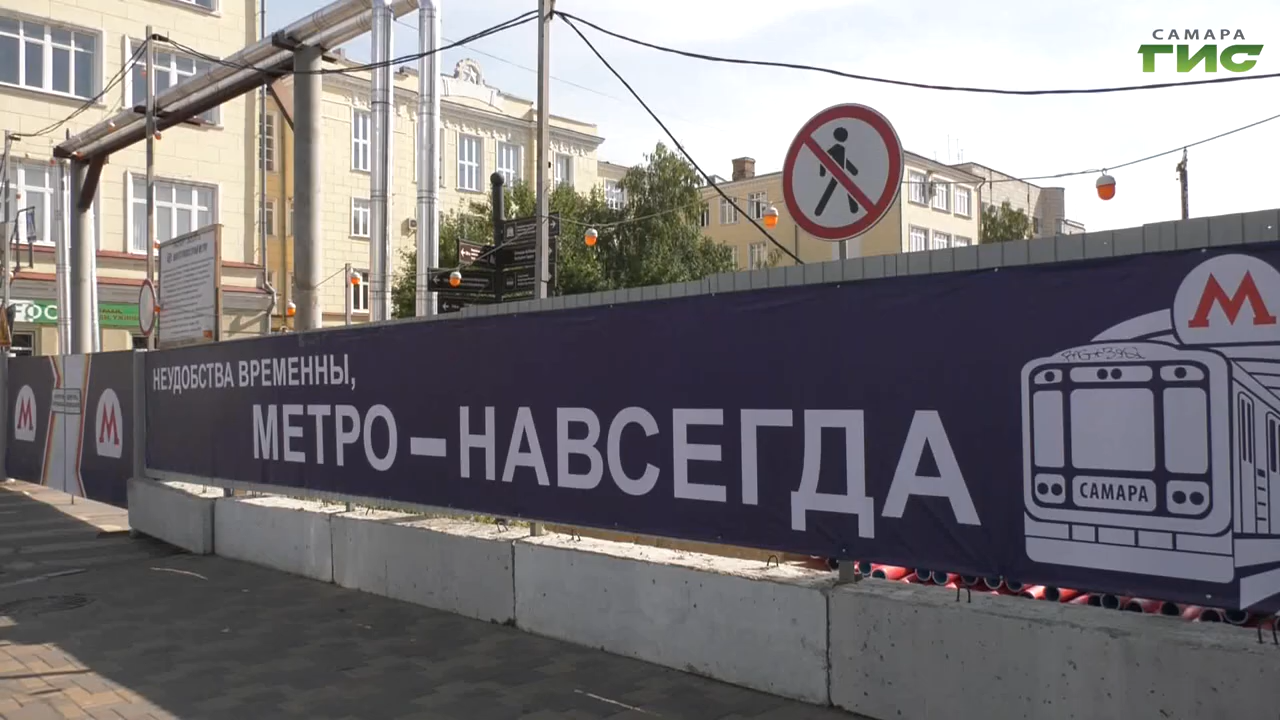 САМАРА
ГИС
НЕУДОБСТВА ВРЕМЕННЫ,
МЕТРО – НАВСЕГДА
М
САМАРА
М
М